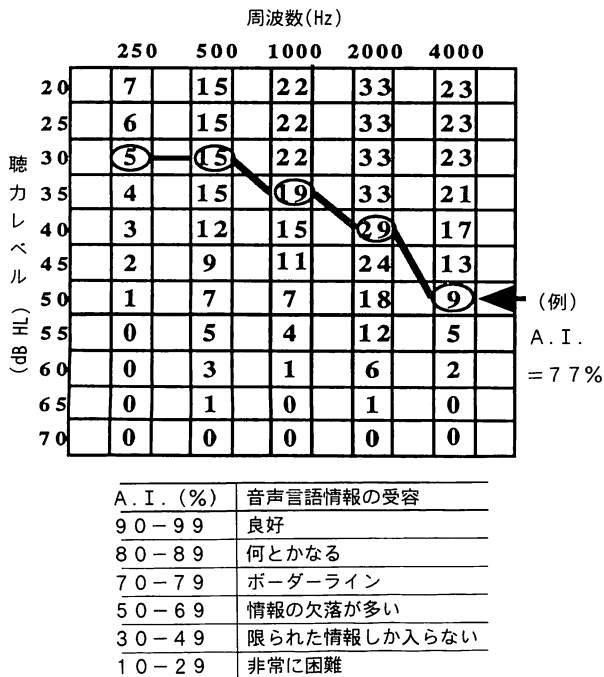 周波数(Hz)
250 500 1000 2000 4000
20 7 15 22 33 23
25 6 15 22 33 23
30 5 15 22 33 23
35 4 15 19 33 21
40 3 12 15 29 17
45 2 9 11 24 13
50 1 7 7 18 9 (例)
55 0 5 4 12 5 A.I.
60 0 3 1 6 2 =77%
65 0 1 0 1 0
70 0 0 0 0 0
聴力レベル (dB HL)
A.I.(%) 音声言語情報の受容
90-99 良好
80-89 何とかなる
70-79 ボーダーライン
50-69 情報の欠落が多い
30-49 限られた情報しか入らない
10-29 非常に困難